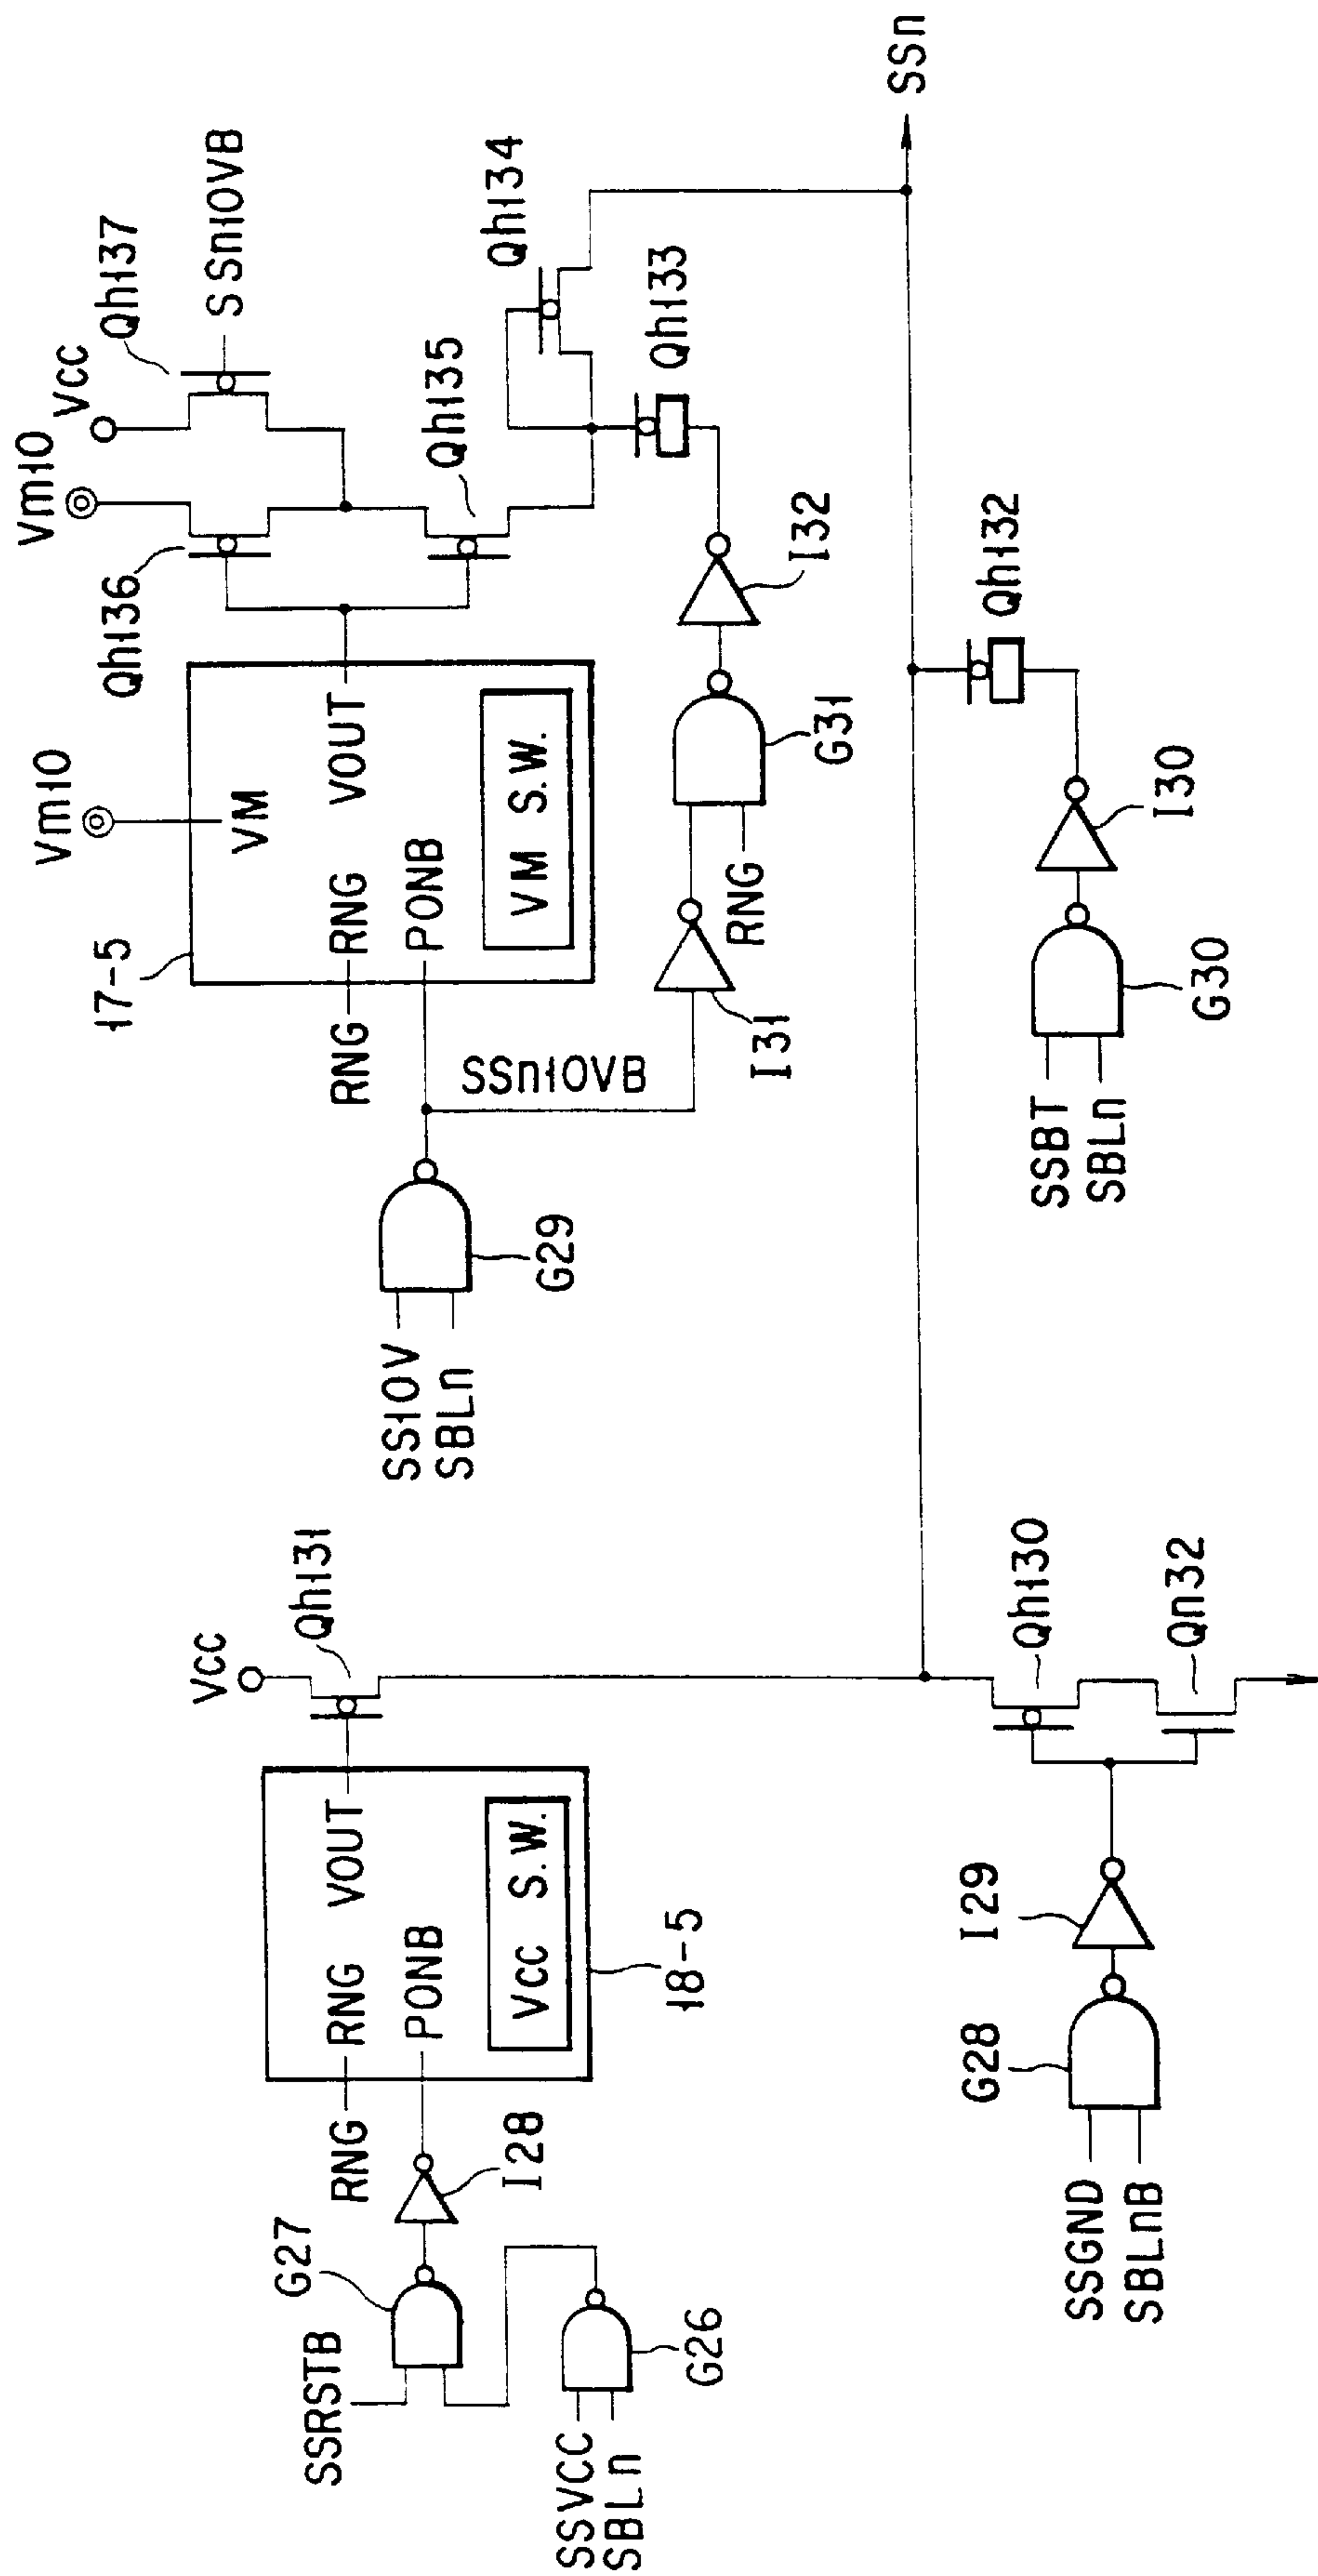 SSn
Qh134
SSn10VB
Qh137
Vcc
Qh133
Qh135
Vm10
Qh136
I32
Qh132
Vm10
VM
VOUT
RNG
PONB
VM S.W.
17-5
RNG
G31
RNG
I31
SSn10VB
I30
G30
SSBT
SBLn
G29
SS10V
SBLn
Vcc
Qh131
Qh130
Qn32
VOUT
RNG
PONB
Vcc S.W.
18-5
RNG
I28
I29
G28
SSGND
SBLnB
G27
SSRSTB
G26
SSVCC
SBLn